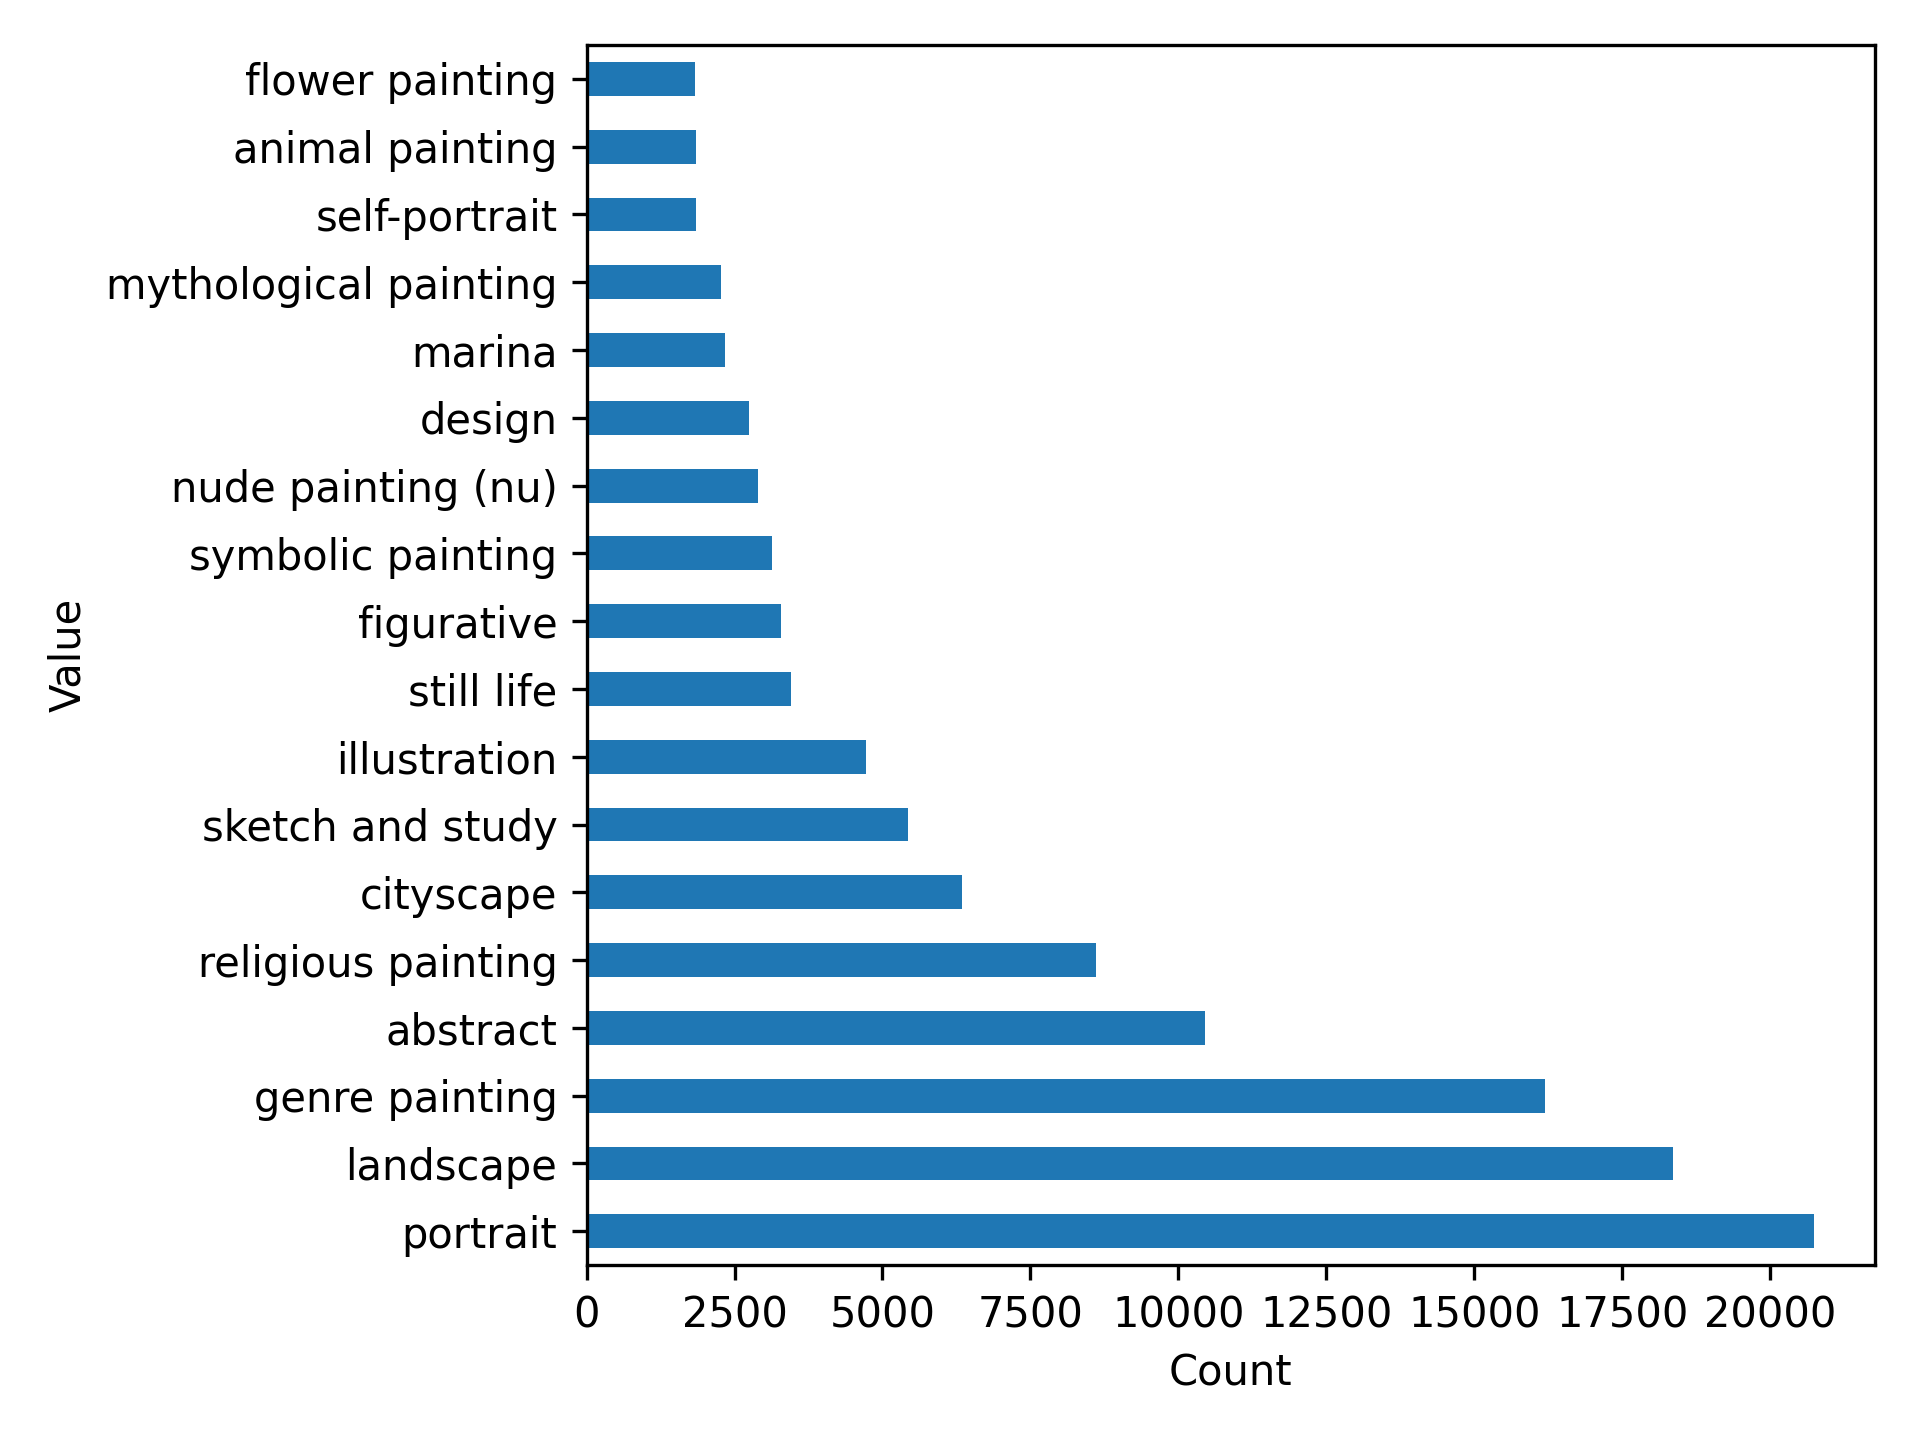 flower painting
animal painting
self-portrait
mythological painting
marina
design
nude painting (nu)
symbolic painting
figurative
still life
illustration
sketch and study
cityscape
religious painting
abstract
genre painting
landscape
portrait
Value
0 2500 5000 7500 10000 12500 15000 17500 20000
Count